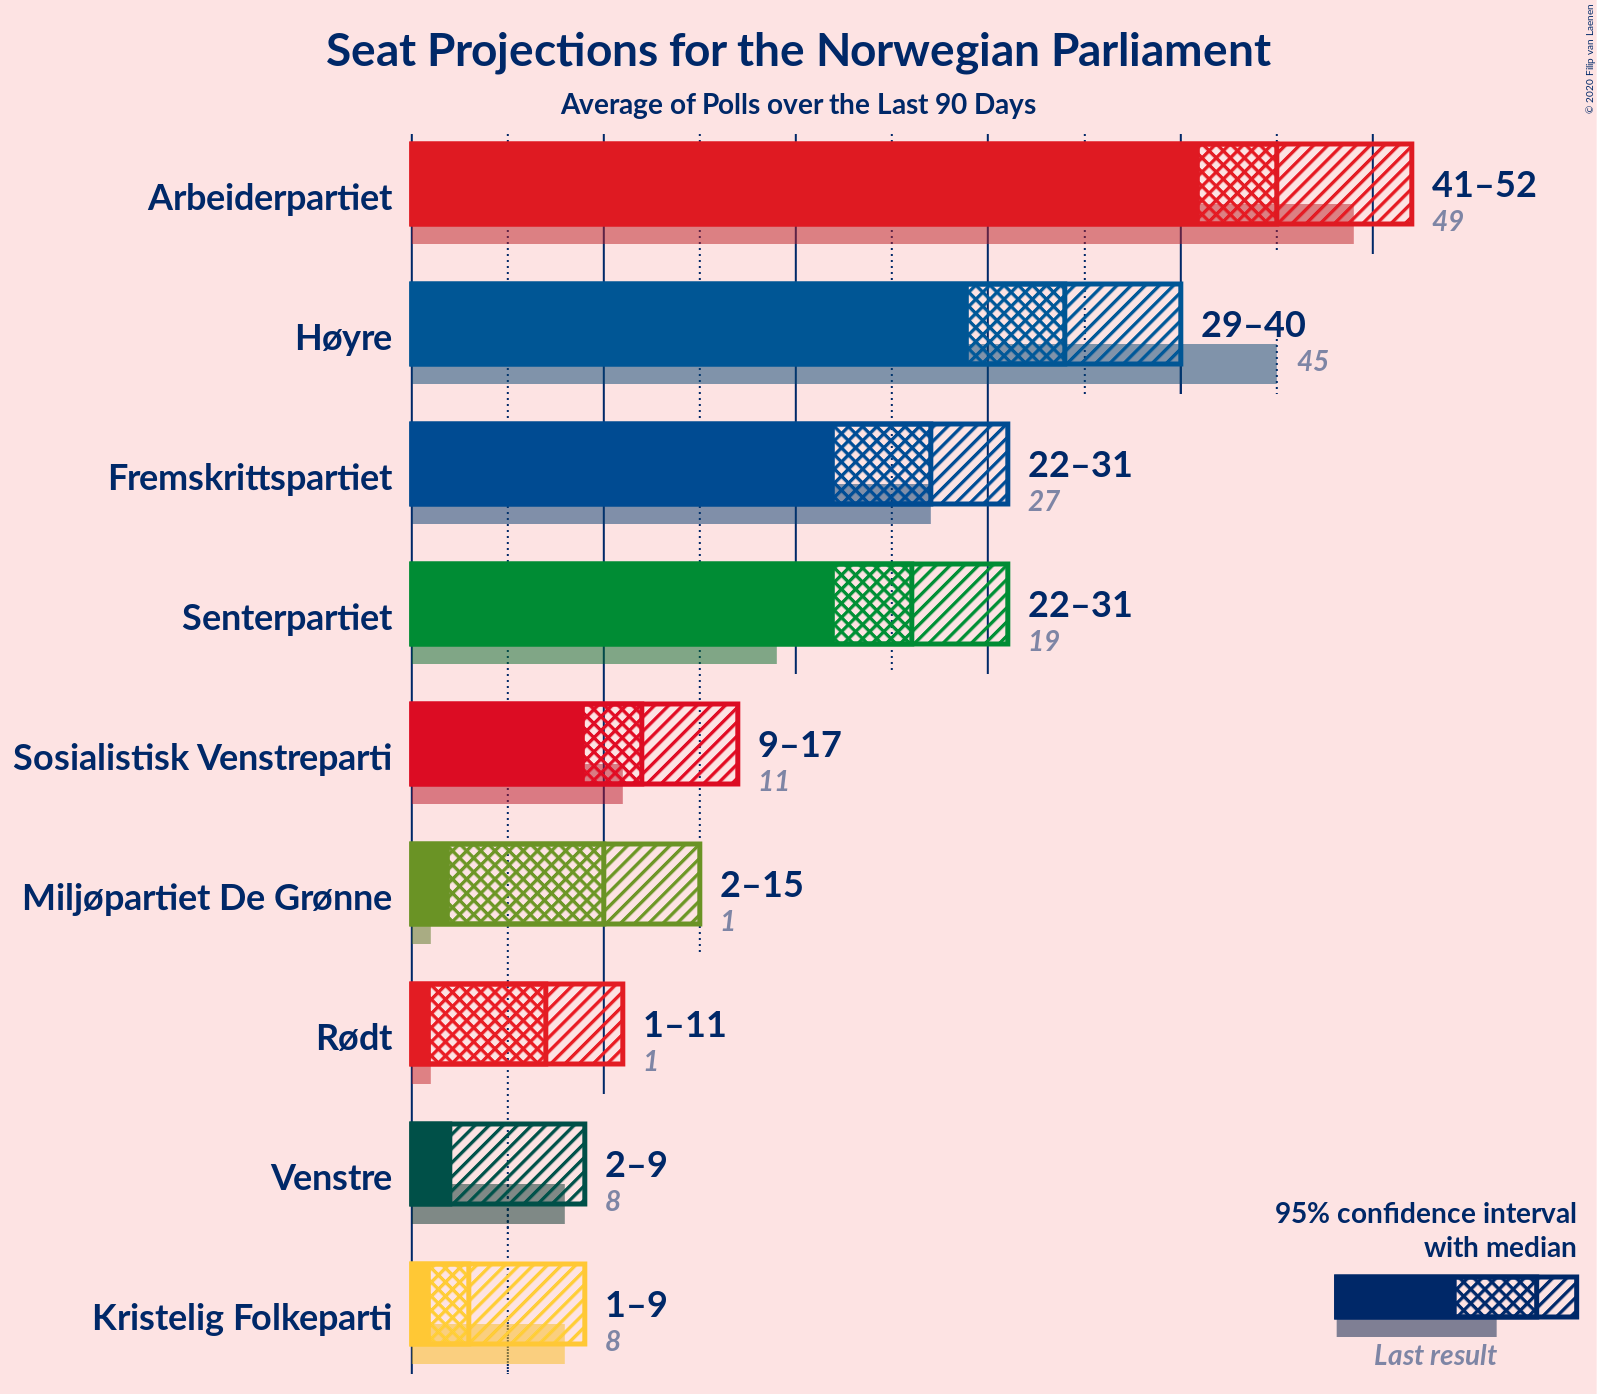 Seat Projections for the Norwegian Parliament
Average of Polls over the Last 90 Days
© 2020 Filip van Laenen
Arbeiderpartiet
41–52
49
Høyre
29–40
45
Fremskrittspartiet
22–31
27
Senterpartiet
22–31
19
Sosialistisk Venstreparti
9–17
11
Miljøpartiet De Grønne
2–15
1
Rødt
1–11
1
Venstre
2–9
8
Kristelig Folkeparti
1–9
8
95% confidence interval
with median
Last result